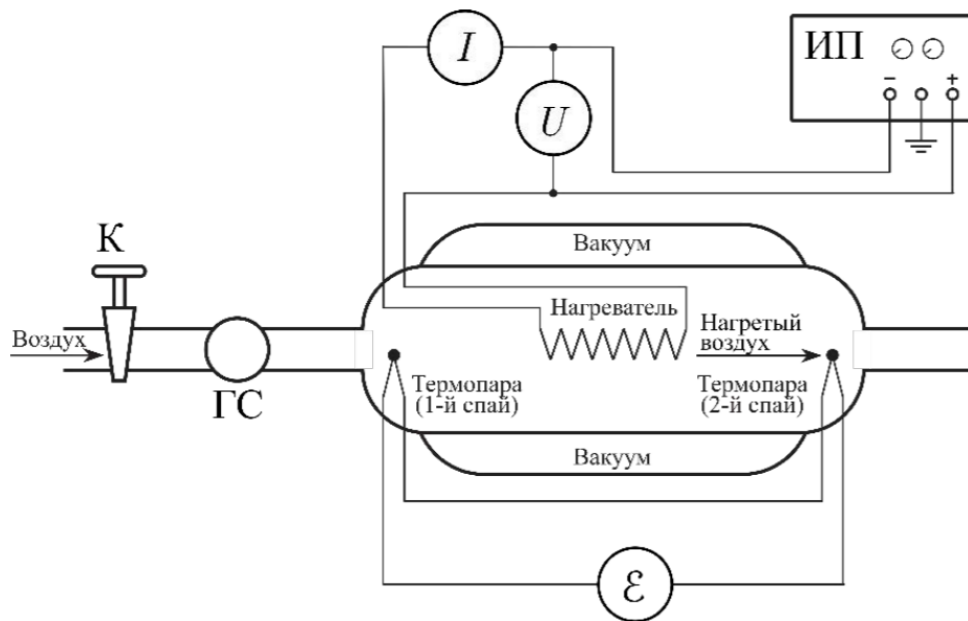 I
U
ИП
− +
Вакуум
К
Нагреватель
Воздух
Нагретый
воздух
ГС
Термопара
(1-й спай)
Термопара
(2-й спай)
Вакуум
ℰ